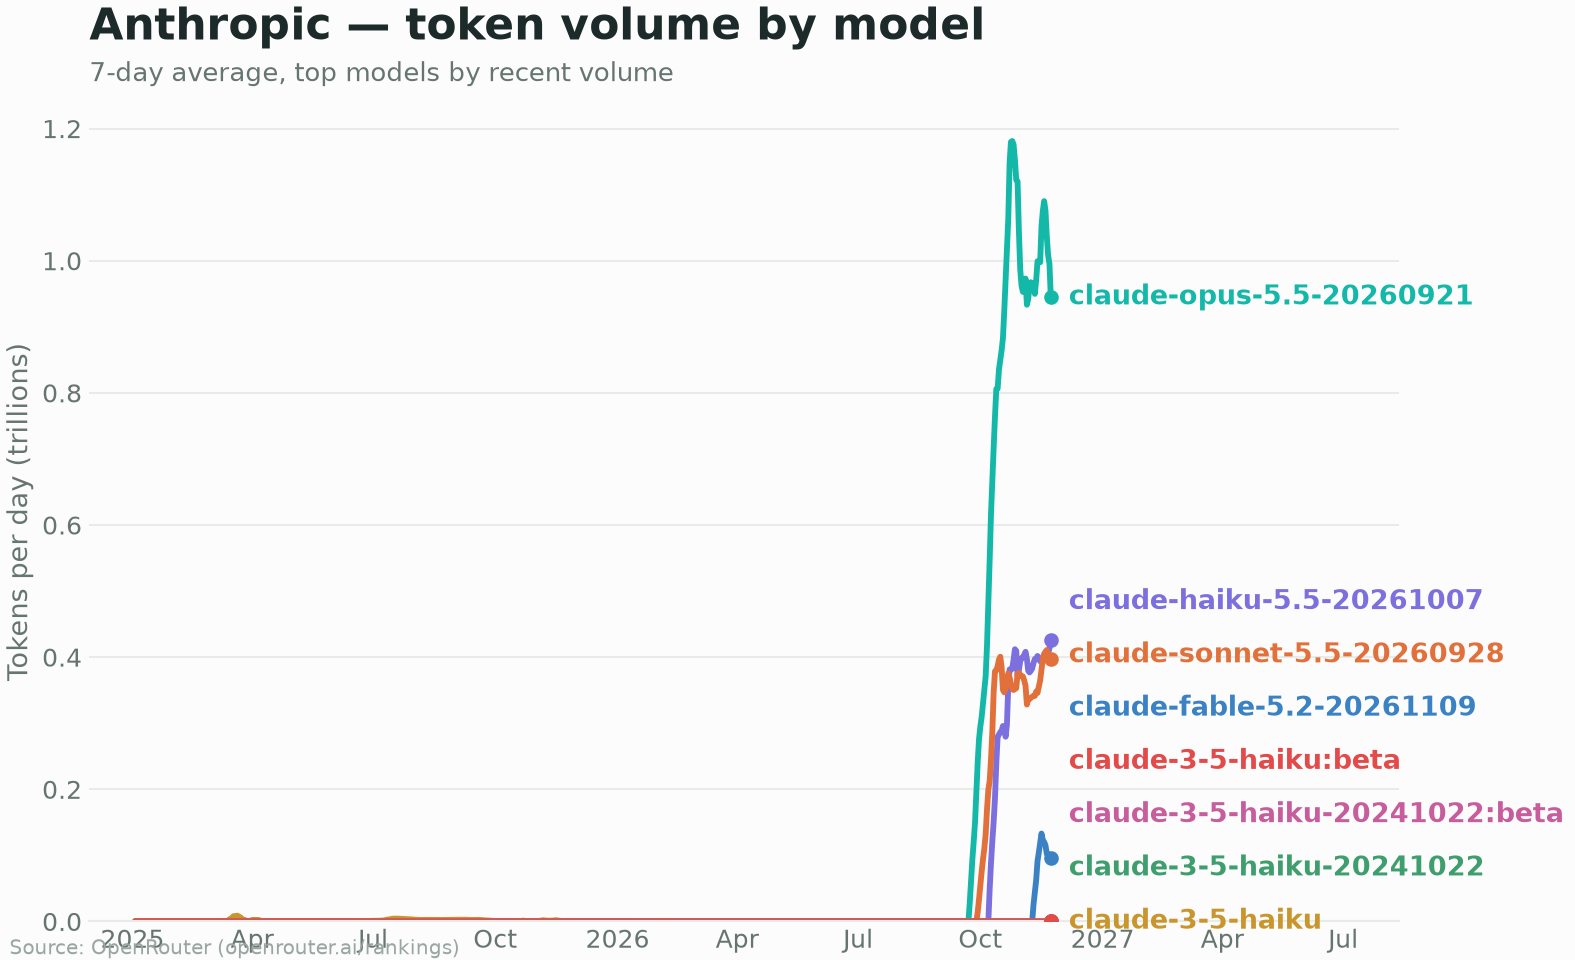 Anthropic — token volume by model
7-day average, top models by recent volume
Tokens per day (trillions)
1.2
1.0
0.8
0.6
0.4
0.2
0.0
claude-opus-5.5-20260921
claude-haiku-5.5-20261007
claude-sonnet-5.5-20260928
claude-fable-5.2-20261109
claude-3-5-haiku:beta
claude-3-5-haiku-20241022:beta
claude-3-5-haiku-20241022
claude-3-5-haiku
2025 Apr Jul Oct 2026 Apr Jul Oct 2027 Apr Jul
Source: OpenRouter (openrouter.ai/rankings)